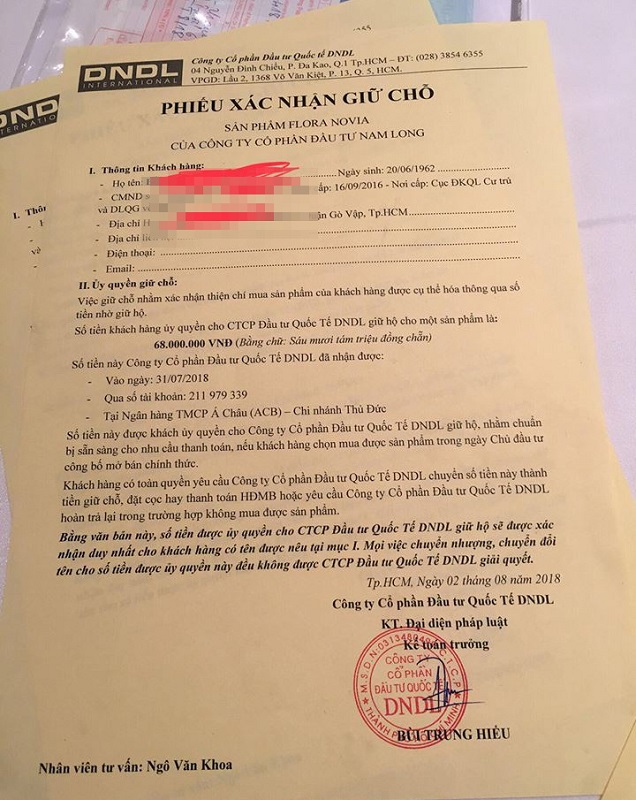 DNDL
INTERNATIONAL
Công ty Cổ phần Đầu tư Quốc tế DNDL
04 Nguyễn Đình Chiểu, P. Đa Kao, Q.1 Tp.HCM – ĐT: (028) 3854 6355
VPGD: Lầu 2, 1368 Võ Văn Kiệt, P. 13, Q. 5, HCM.
PHIẾU XÁC NHẬN GIỮ CHỖ
SẢN PHẨM FLORA NOVIA
CỦA CÔNG TY CỔ PHẦN ĐẦU TƯ NAM LONG
I. Thông tin Khách hàng:
- Họ tên: Ngày sinh: 20/06/1962
- CMND cấp: 16/09/2016 - Nơi cấp: Cục ĐKQL Cư trú
và DLQG về
- Địa chỉ Gò Vấp, Tp.HCM
- Địa chỉ liên
- Điện thoại:
- Email:
II. Ủy quyền giữ chỗ:
Việc giữ chỗ nhằm xác nhận thiện chí mua sản phẩm của khách hàng được cụ thể hóa thông qua số
tiền nhờ giữ hộ.
Số tiền khách hàng ủy quyền cho CTCP Đầu tư Quốc tế DNDL giữ hộ cho một sản phẩm là:
68.000.000 VNĐ (Bằng chữ: Sáu mươi tám triệu đồng chẵn)
Số tiền này Công ty Cổ phần Đầu tư Quốc tế DNDL đã nhận được:
- Vào ngày: 31/07/2018
- Qua số tài khoản: 211 979 339
- Tại Ngân hàng TMCP Á Châu (ACB) – Chi nhánh Thủ Đức
Số tiền này được khách ủy quyền cho Công ty Cổ phần Đầu tư Quốc Tế DNDL giữ hộ, nhằm chuẩn
bị sẵn sàng cho nhu cầu thanh toán, nếu khách hàng chọn mua được sản phẩm trong ngày Chủ đầu tư
công bố mở bán chính thức.
Khách hàng có toàn quyền yêu cầu Công ty Cổ phần Đầu tư Quốc Tế DNDL chuyển số tiền này thành
tiền giữ chỗ, đặt cọc hay thanh toán HĐMB hoặc yêu cầu Công ty Cổ phần Đầu tư Quốc Tế DNDL
hoàn trả lại trong trường hợp không mua được sản phẩm.
Bằng văn bản này, số tiền được ủy quyền cho CTCP Đầu tư Quốc Tế DNDL giữ hộ sẽ được xác
nhận duy nhất cho khách hàng có tên được nêu tại mục I. Mọi việc chuyển nhượng, chuyển đổi
tên cho số tiền được ủy quyền này đều không được CTCP Đầu tư Quốc Tế DNDL giải quyết.
Tp.HCM, Ngày 02 tháng 08 năm 2018
Công ty Cổ phần Đầu tư Quốc Tế DNDL
KT. Đại diện pháp luật
Kế toán trưởng
CÔNG TY
CỔ PHẦN
ĐẦU TƯ QUỐC TẾ
DNDL
BÙI TRUNG HIẾU
Nhân viên tư vấn: Ngô Văn Khoa